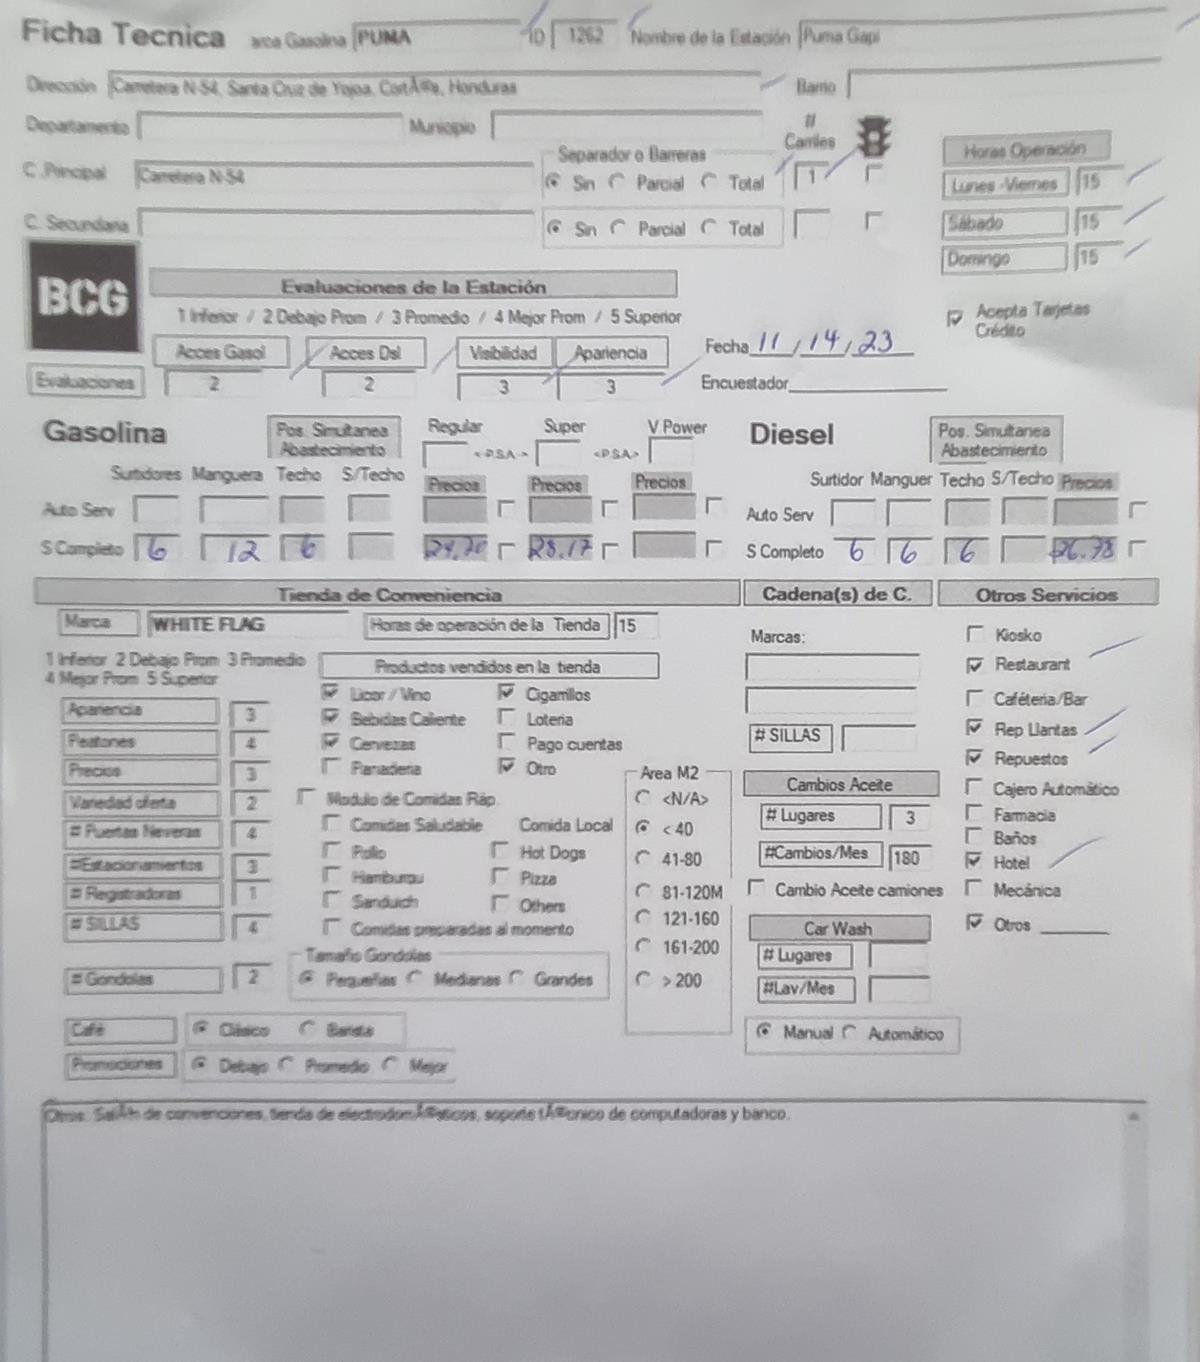 Ficha Tecnica arca Gasolina PUMA ID 1262 Nombre de la Estación Puma Gapi
Dirección Carretera N-54, Santa Cruz de Yojoa, CortÃ©s, Honduras Barrio
Departamento Municipio # Carriles
C .Principal Carretera N-54 Separador o Barreras Sin Parcial Total 1
C. Secundaria Sin Parcial Total
Horas Operación
Lunes -Viernes 15
Sábado 15
Domingo 15
Acepta Tarjetas Crédito
BCG
Evaluaciones de la Estación
1 Inferior / 2 Debajo Prom / 3 Promedio / 4 Mejor Prom / 5 Superior
Acces Gasol Acces Dsl Visibilidad Apariencia
Evaluaciones 2 2 3 3
Fecha 11/14/23
Encuestador
Gasolina Pos. Simultanea Abastecimiento Regular Super V Power
<-P.S.A.-> <P.S.A>
Surtidores Manguera Techo S/Techo Precios Precios Precios
Auto Serv
S Completo 6 12 6 28.17
Diesel Pos. Simultanea Abastecimiento
Surtidor Manguer Techo S/Techo Precios
Auto Serv
S Completo 6 6 6 26.78
Tienda de Conveniencia
Marca WHITE FLAG Horas de operación de la Tienda 15
1 Inferior 2 Debajo Prom 3 Promedio
4 Mejor Prom 5 Superior
Apariencia 3
Peatones 4
Precios 3
Variedad oferta 2
# Puertas Neveras 4
#Estacionamientos 3
# Registradoras 1
# SILLAS 4
# Gondolas 2
Productos vendidos en la tienda
Licor / Vino Cigarrillos
Bebidas Caliente Loteria
Cervezas Pago cuentas
Panaderia Otro
Modulo de Comidas Ráp.
Comidas Saludable Comida Local
Pollo Hot Dogs
Hamburqu Pizza
Sanduich Others
Comidas preparadas al momento
Tamaño Gondolas
Pequeñas Medianas Grandes
Area M2
<N/A>
< 40
41-80
81-120M
121-160
161-200
> 200
Café Clásico Barista
Promociones Debajo Promedio Mejor
Cadena(s) de C.
Marcas:
# SILLAS
Cambios Aceite
# Lugares 3
#Cambios/Mes 180
Cambio Aceite camiones
Car Wash
# Lugares
#Lav/Mes
Manual Automático
Otros Servicios
Kiosko
Restaurant
Caféteria/Bar
Rep Llantas
Repuestos
Cajero Automático
Farmacia
Baños
Hotel
Mecánica
Otros
Otros: SalÃ³n de convenciones, tienda de electrodomÃ©sticos, soporte tÃ©cnico de computadoras y banco.